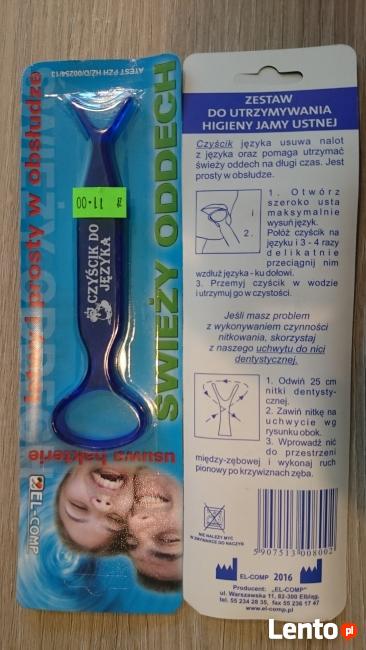 ATEST PZH HŻ/D/00254/13
łatwy i prosty w obsłudze
ŚWIEŻY ODDECH
zł 11.00
CZYŚCIK DO
JĘZYKA
usuwa bakterie
EL-COMP
ZESTAW
DO UTRZYMYWANIA
HIGIENY JAMY USTNEJ
Czyścik języka usuwa nalot
z języka oraz pomaga utrzymać
świeży oddech na długi czas. Jest
prosty w obsłudze.
1. Otwórz
szeroko usta
i maksymalnie
wysuń język.
2. Połóż czyścik na
języku i 3 - 4 razy
delikatnie
przeciągnij nim
wzdłuż języka - ku dołowi.
3. Przemyj czyścik w wodzie
i utrzymuj go w czystości.
Jeśli masz problem
z wykonywaniem czynności
nitkowania, skorzystaj
z naszego uchwytu do nici
dentystycznej.
1. Odwiń 25 cm
nitki dentysty-
cznej.
2. Zawiń nitkę na
uchwycie wg
rysunku obok.
3. Wprowadź nić
do przestrzeni
między-zębowej i wykonaj ruch
pionowy po krzywiznach zęba.
NIE NALEŻY MYĆ
W ZMYWARCE DO NACZYŃ
5907513008002
EL-COMP 2016
Producent: „EL-COMP"
ul. Warszawska 11, 82-300 Elbląg,
tel. 55 234 28 35, fax 55 236 17 47
www.el-comp.pl
Lento.pl